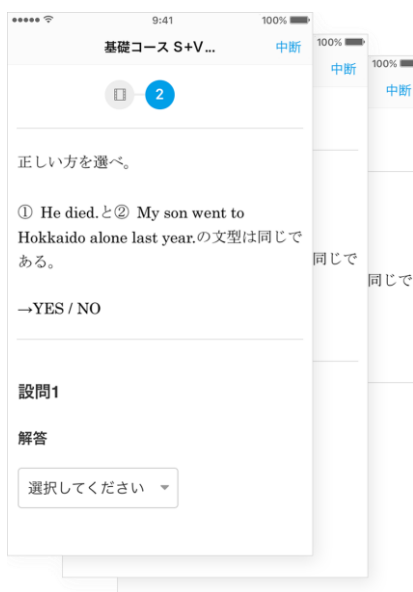 9:41
100%
基礎コース S+V...
中断
2
正しい方を選べ。
① He died.と② My son went to
Hokkaido alone last year.の文型は同じで
ある。
→YES / NO
設問1
解答
選択してください
100%
中断
同じで
100%
中断
同じで